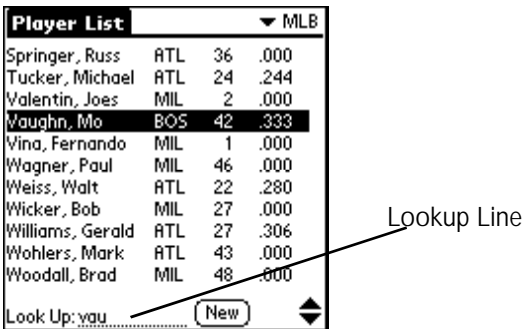 Player List ▼ MLB
Springer, Russ ATL 36 .000
Tucker, Michael ATL 24 .244
Valentin, Joes MIL 2 .000
Vaughn, Mo BOS 42 .333
Vina, Fernando MIL 1 .000
Wagner, Paul MIL 46 .000
Weiss, Walt ATL 22 .280
Wicker, Bob MIL 27 .000
Williams, Gerald ATL 27 .306
Wohlers, Mark ATL 43 .000
Woodall, Brad MIL 48 .000
Look Up: vau New
Lookup Line